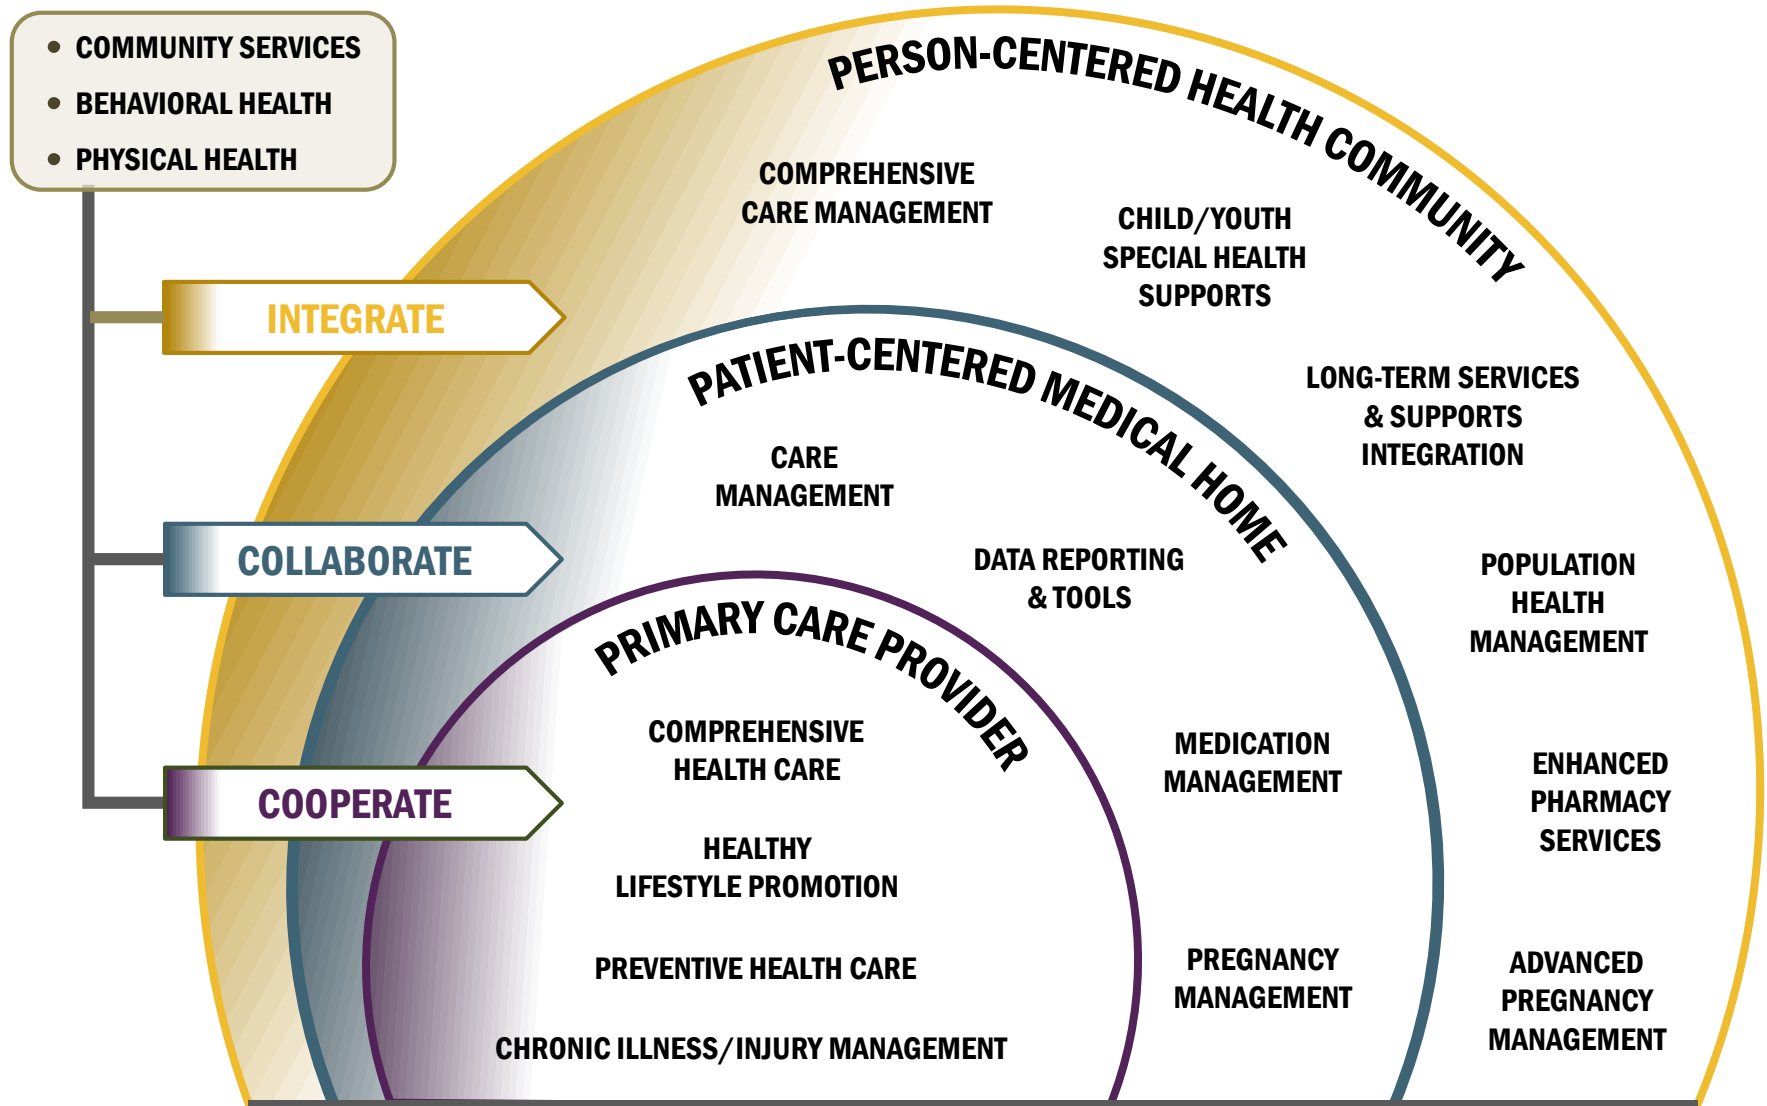 COMMUNITY SERVICES
BEHAVIORAL HEALTH
PHYSICAL HEALTH
INTEGRATE
COLLABORATE
COOPERATE
PERSON-CENTERED HEALTH COMMUNITY
COMPREHENSIVE
CARE MANAGEMENT
CHILD/YOUTH
SPECIAL HEALTH
SUPPORTS
LONG-TERM SERVICES
& SUPPORTS
INTEGRATION
POPULATION
HEALTH
MANAGEMENT
ENHANCED
PHARMACY
SERVICES
ADVANCED
PREGNANCY
MANAGEMENT
PATIENT-CENTERED MEDICAL HOME
CARE
MANAGEMENT
DATA REPORTING
& TOOLS
MEDICATION
MANAGEMENT
PREGNANCY
MANAGEMENT
PRIMARY CARE PROVIDER
COMPREHENSIVE
HEALTH CARE
HEALTHY
LIFESTYLE PROMOTION
PREVENTIVE HEALTH CARE
CHRONIC ILLNESS/INJURY MANAGEMENT